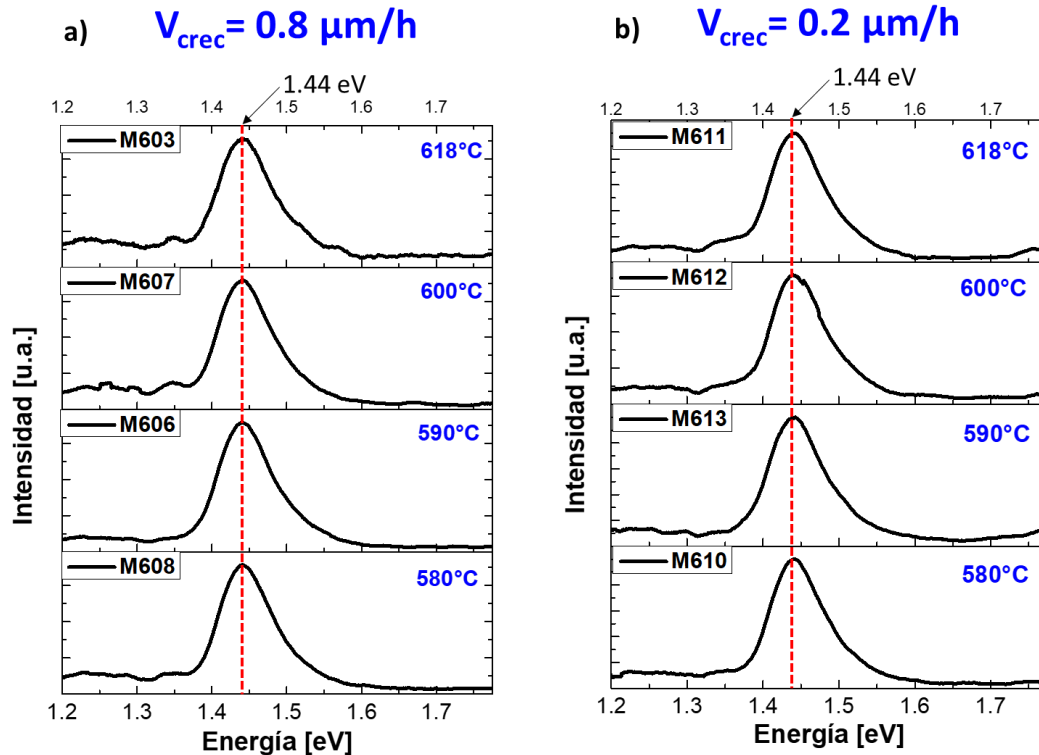 a)
V_crec= 0.8 µm/h
1.44 eV
1.2 1.3 1.4 1.5 1.6 1.7
M603
618°C
M607
600°C
M606
590°C
M608
580°C
1.2 1.3 1.4 1.5 1.6 1.7
Energía [eV]
Intensidad [u.a.]
b)
V_crec= 0.2 µm/h
1.44 eV
1.2 1.3 1.4 1.5 1.6 1.7
M611
618°C
M612
600°C
M613
590°C
M610
580°C
1.2 1.3 1.4 1.5 1.6 1.7
Energía [eV]
Intensidad [u.a.]